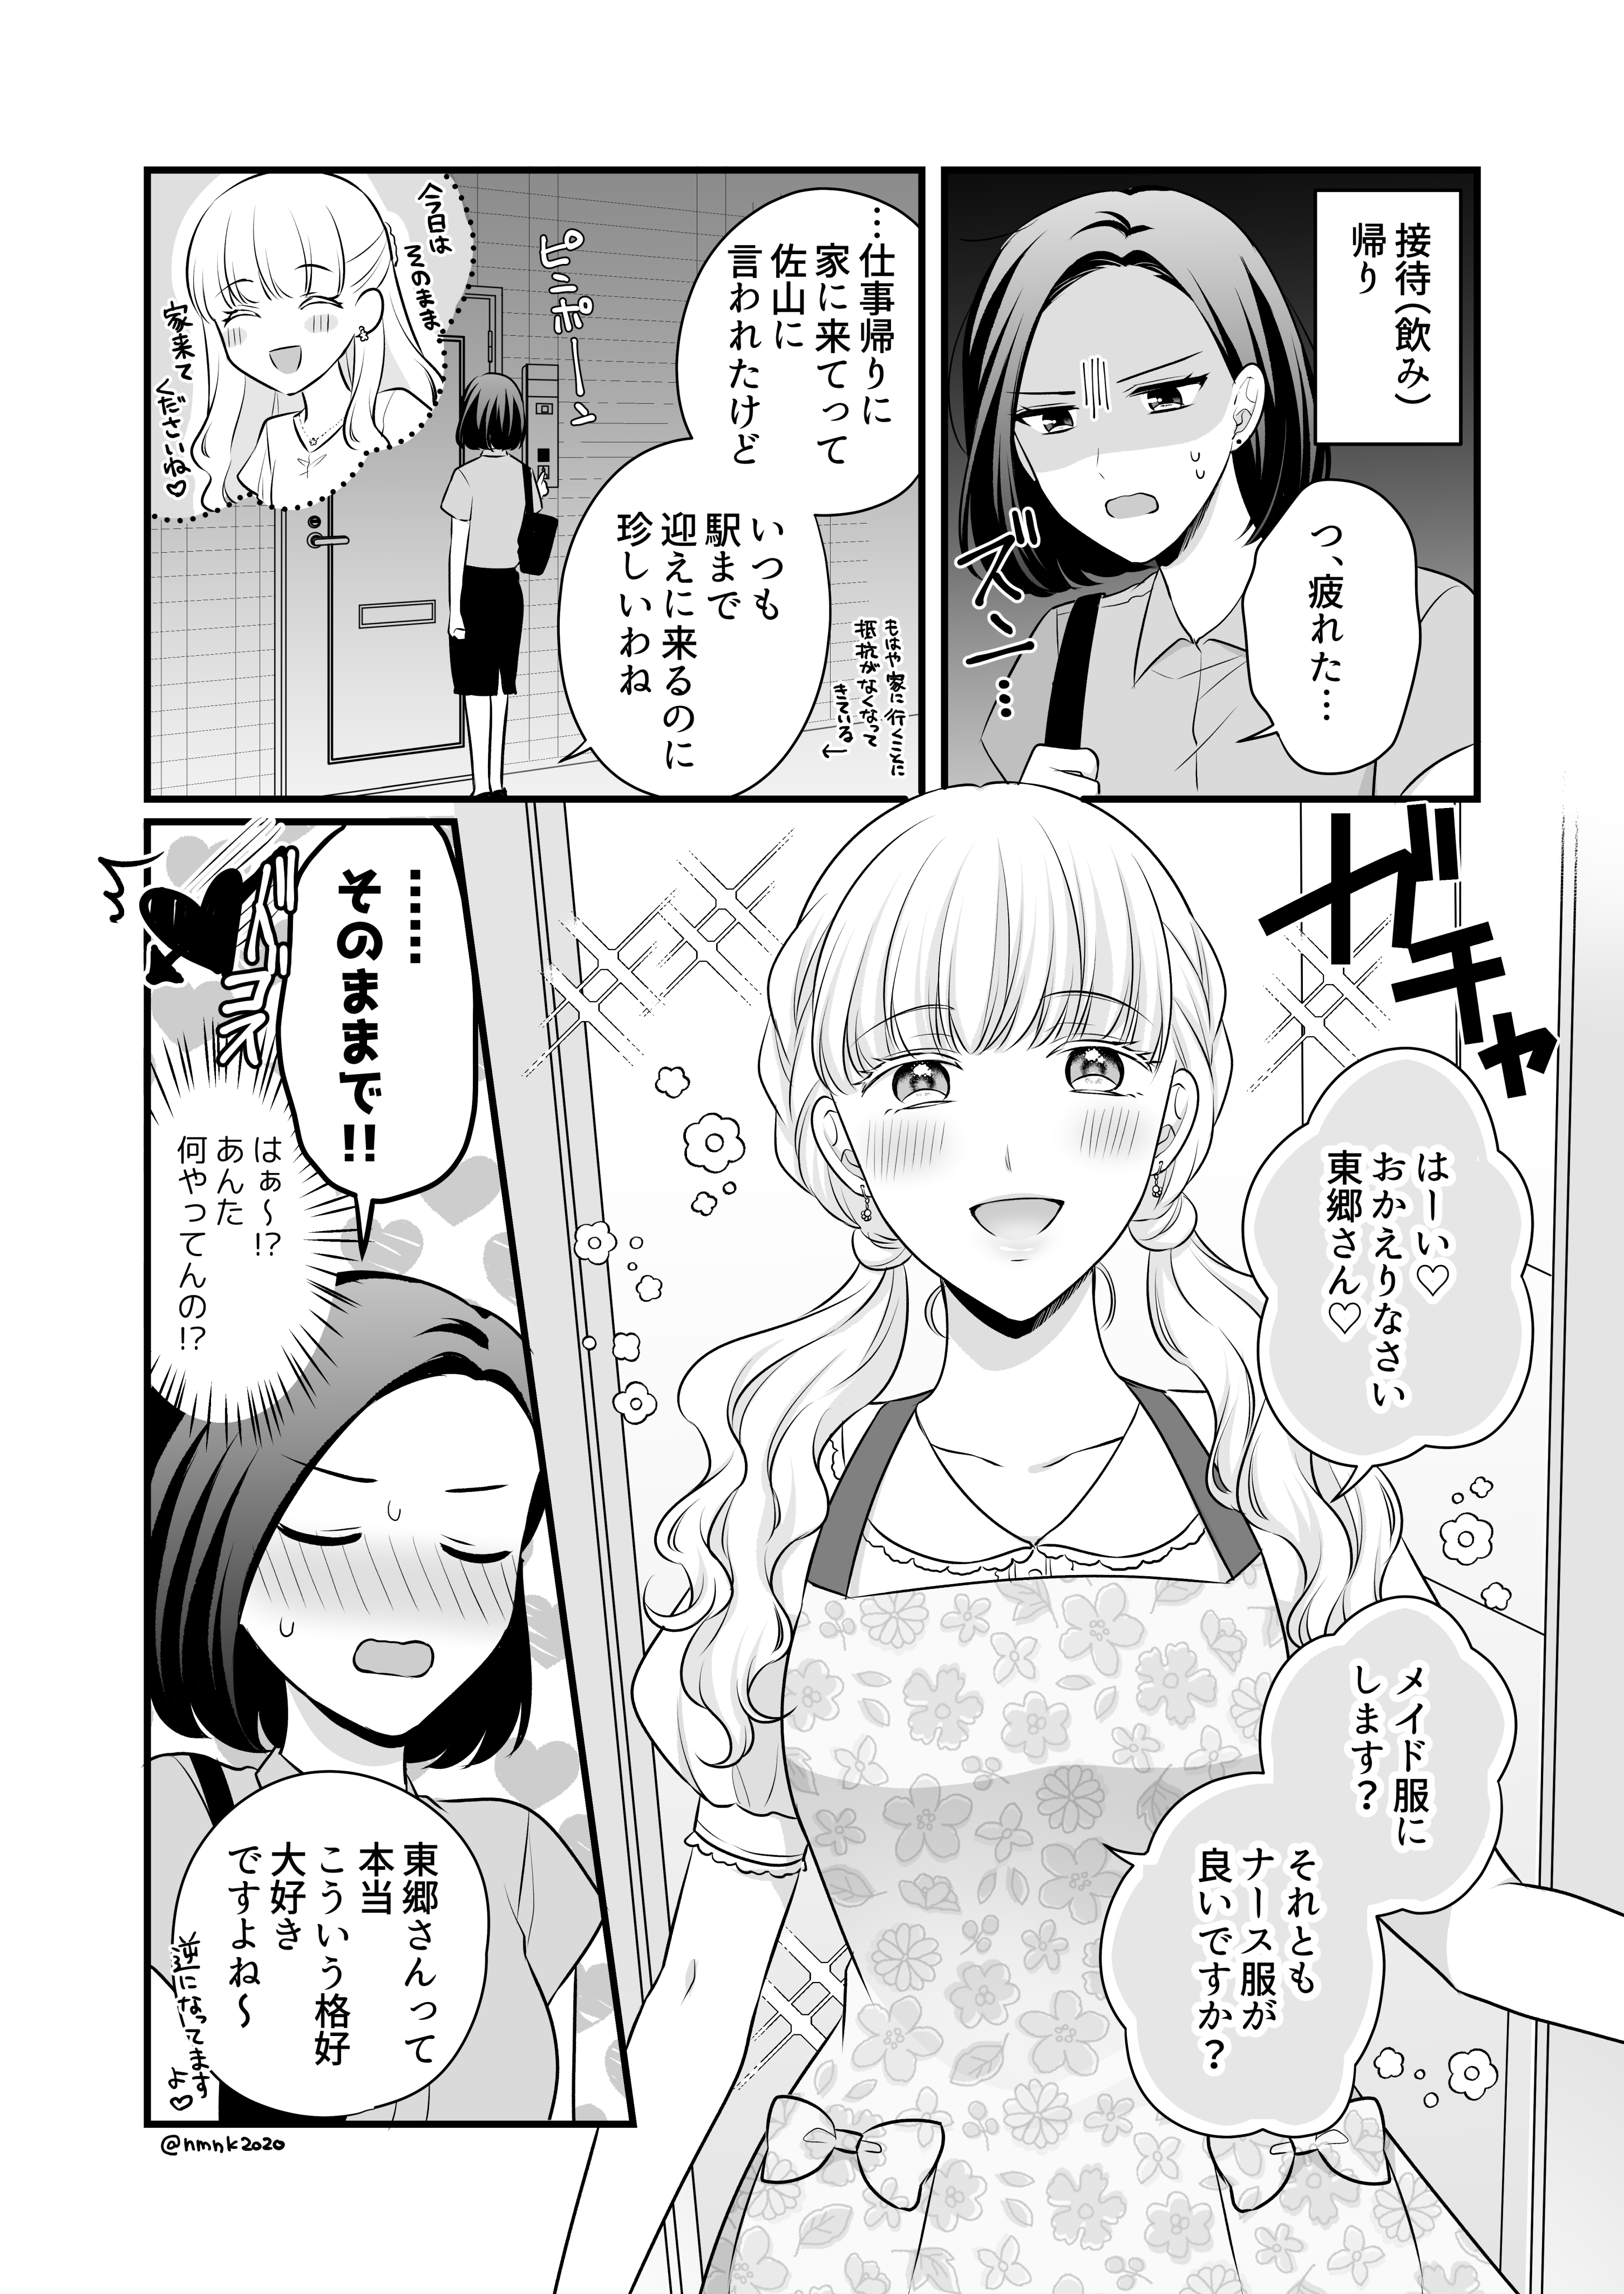 接待(飲み)
帰り
つ、疲れた…
ズーン…
…仕事帰りに
家に来てって
佐山に
言われたけど
いつも
駅まで
迎えに来るのに
珍しいわね
もはや家に行くことに
抵抗がなくなって
きている
ピンポーン
今日は
そのまま
家来て
くださいね♡
ガチャ
はーい♡
おかえりなさい
東郷さん♡
メイド服に
します?
それとも
ナース服が
良いですか?
……
そのままで!!
ド
コス
はぁ〜!?
あんた
何やってんの!?
東郷さんって
本当
こういう格好
大好き
ですよね〜
逆になってます
よ♡
@nmnk2020